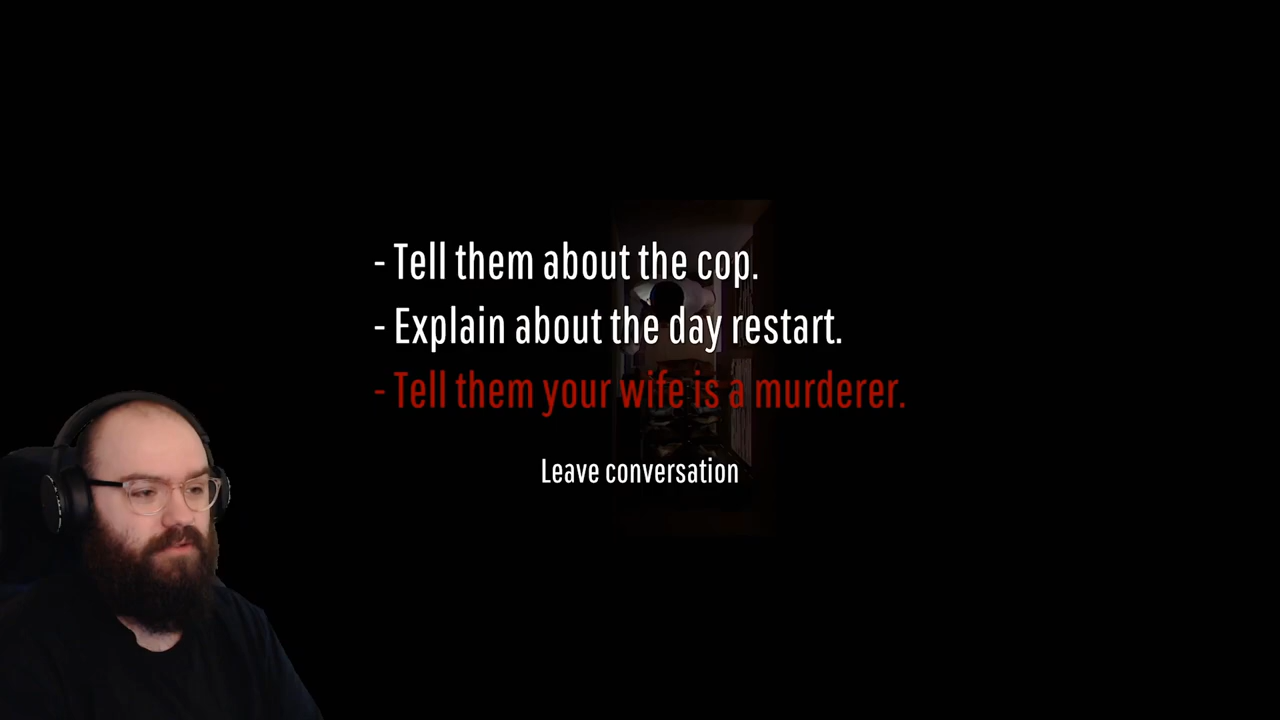 - Tell them about the cop.
- Explain about the day restart.
- Tell them your wife is a murderer.
Leave conversation